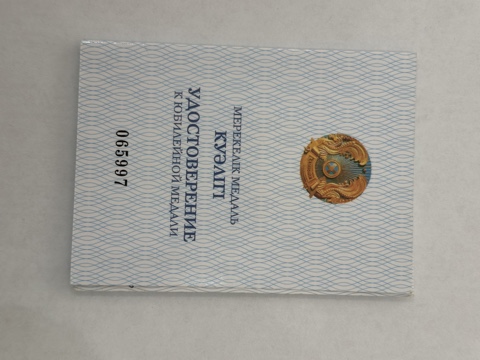 МЕРЕКЕЛІК МЕДАЛЬ
КУӘЛІГІ
УДОСТОВЕРЕНИЕ
К ЮБИЛЕЙНОЙ МЕДАЛИ
065997